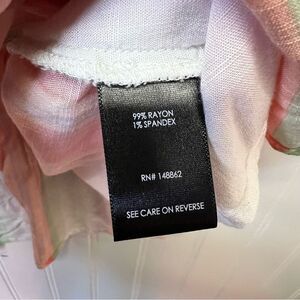 99% RAYON
1% SPANDEX
RN# 148862
SEE CARE ON REVERSE